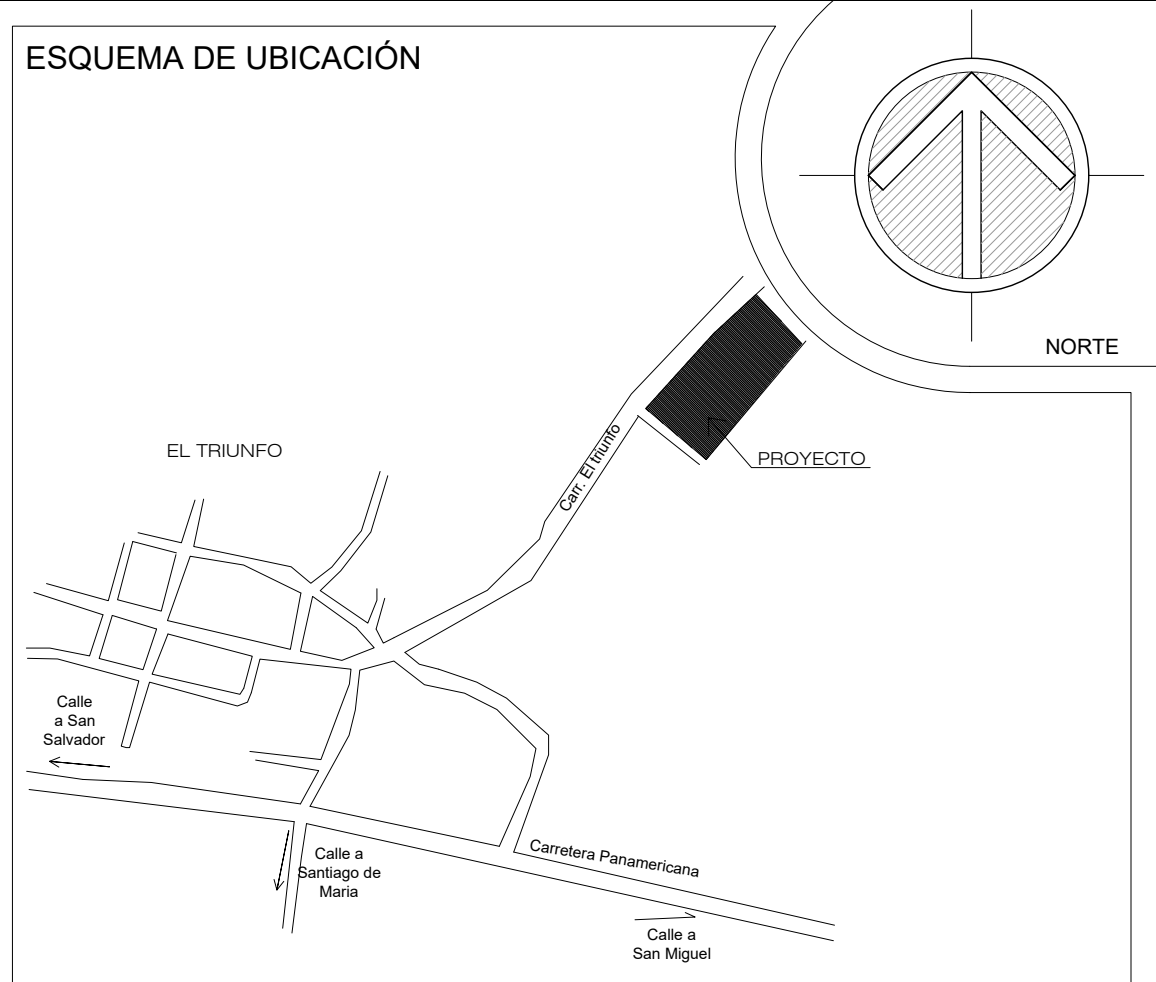 ESQUEMA DE UBICACIÓN
NORTE
EL TRIUNFO
Carr. El triunfo
PROYECTO
Calle
a San
Salvador
Calle a
Santiago de
Maria
Carretera Panamericana
Calle a
San Miguel